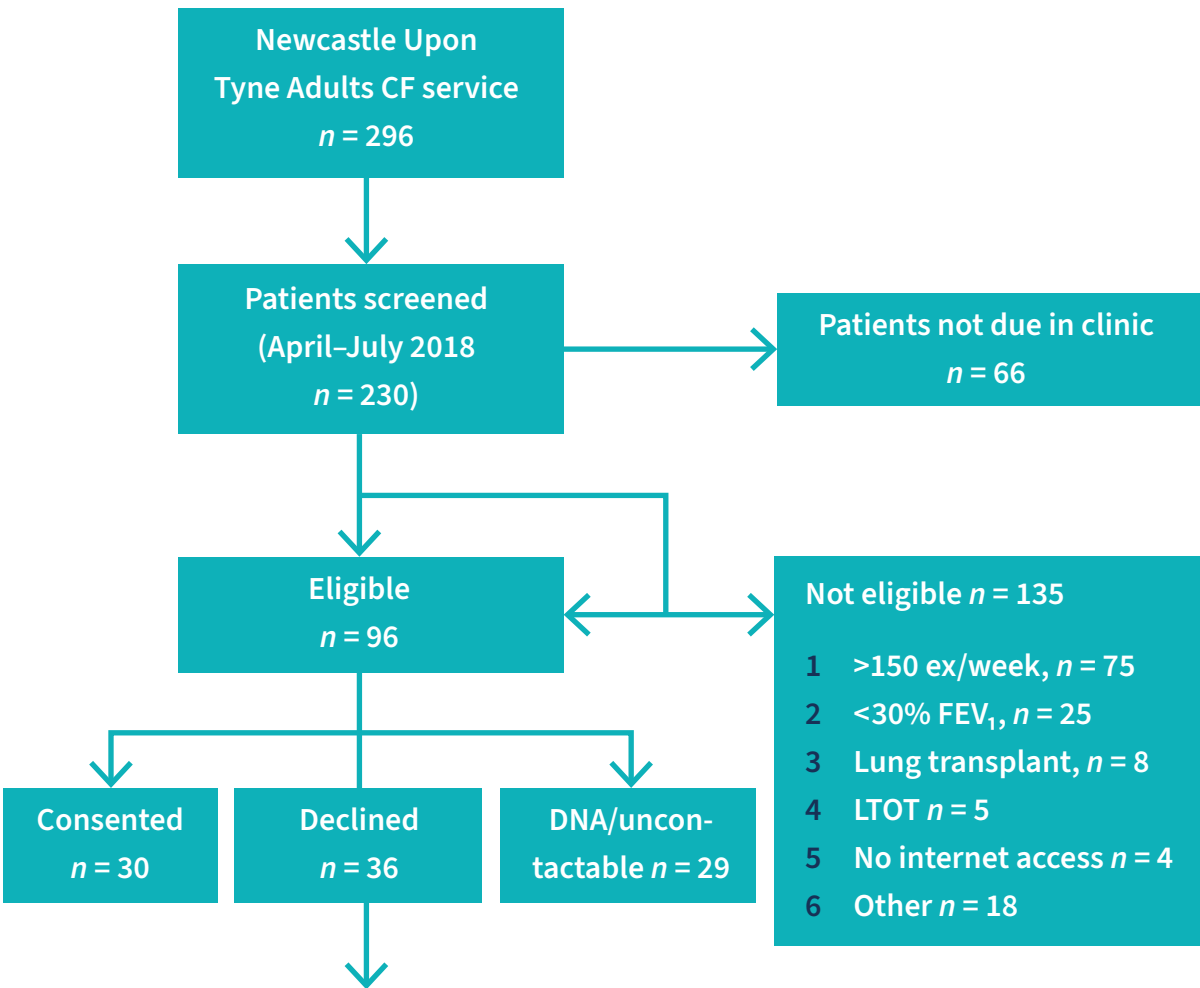 Newcastle Upon
Tyne Adults CF service
n = 296
Patients screened
(April–July 2018
n = 230)
Patients not due in clinic
n = 66
Eligible
n = 96
Not eligible n = 135
1 >150 ex/week, n = 75
2 <30% FEV₁, n = 25
3 Lung transplant, n = 8
4 LTOT n = 5
5 No internet access n = 4
6 Other n = 18
Consented
n = 30
Declined
n = 36
DNA/uncon-
tactable n = 29